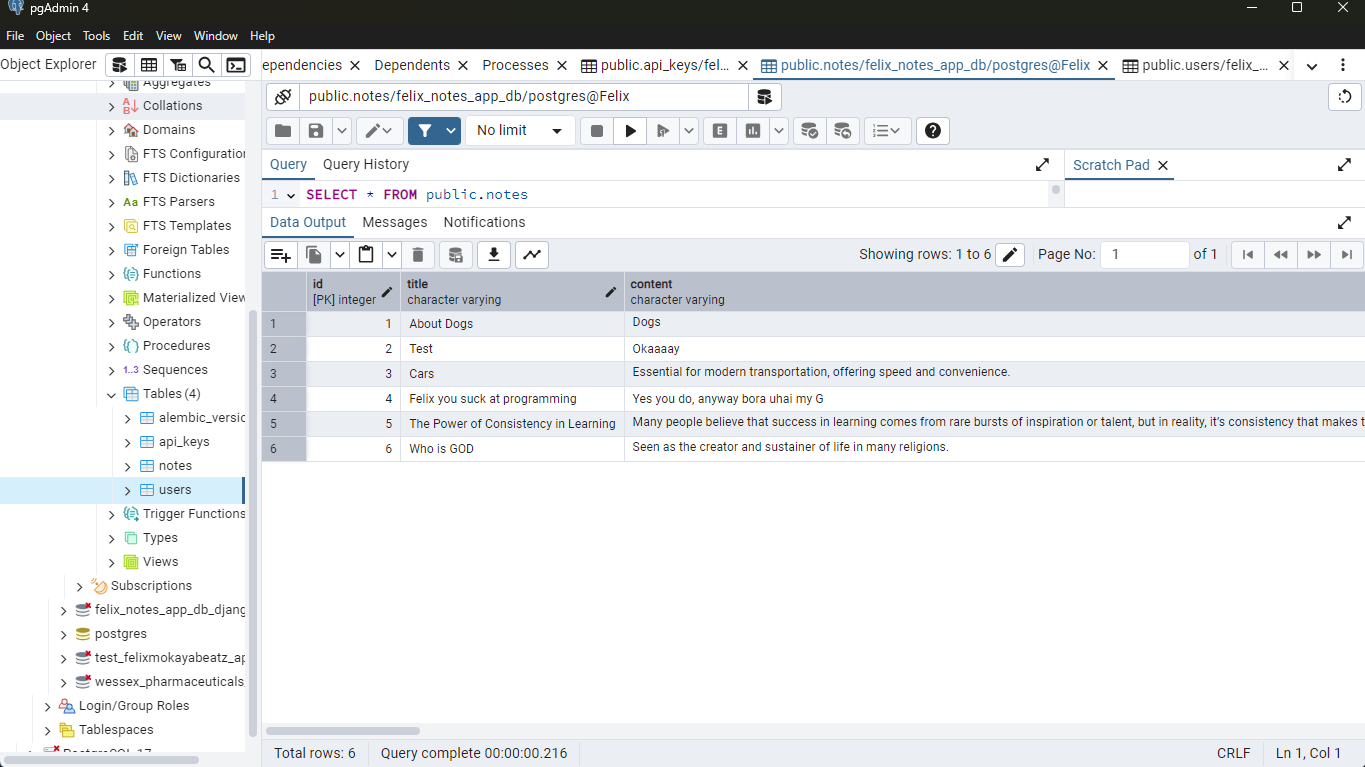 pgAdmin 4
File Object Tools Edit View Window Help
Object Explorer
ependencies Dependents Processes public.api_keys/fel... public.notes/felix_notes_app_db/postgres@Felix public.users/felix_...
public.notes/felix_notes_app_db/postgres@Felix
No limit
E
Query Query History
Scratch Pad
1 SELECT * FROM public.notes
Data Output Messages Notifications
Showing rows: 1 to 6 Page No: 1 of 1
id title content
[PK] integer character varying character varying
1 1 About Dogs Dogs
2 2 Test Okaaaay
3 3 Cars Essential for modern transportation, offering speed and convenience.
4 4 Felix you suck at programming Yes you do, anyway bora uhai my G
5 5 The Power of Consistency in Learning Many people believe that success in learning comes from rare bursts of inspiration or talent, but in reality, it's consistency that makes t
6 6 Who is GOD Seen as the creator and sustainer of life in many religions.
Aggregates
Collations
Domains
FTS Configuration
FTS Dictionaries
Aa FTS Parsers
FTS Templates
Foreign Tables
Functions
Materialized View
Operators
Procedures
1..3 Sequences
Tables (4)
alembic_versic
api_keys
notes
users
Trigger Functions
Types
Views
Subscriptions
felix_notes_app_db_djang
postgres
test_felixmokayabeatz_ap
wessex_pharmaceuticals
Login/Group Roles
Tablespaces
Total rows: 6 Query complete 00:00:00.216 CRLF Ln 1, Col 1